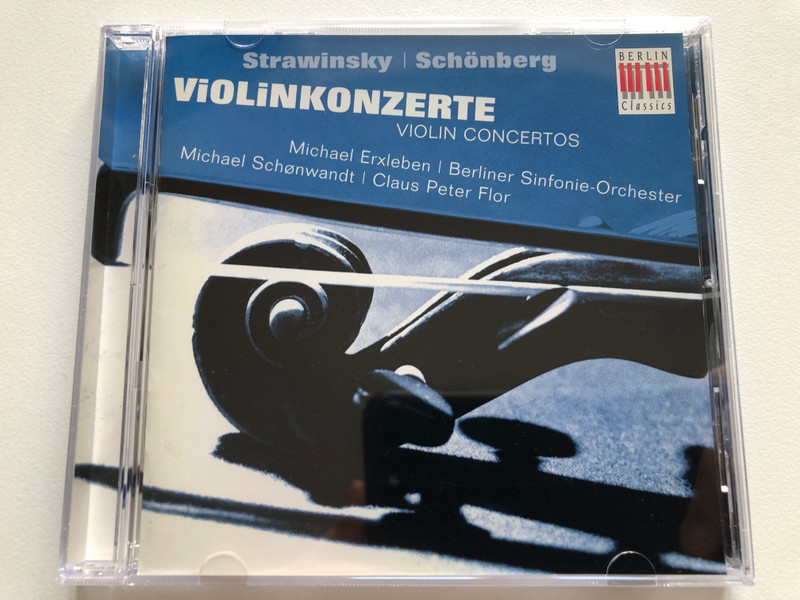 Strawinsky | Schönberg
ViOLiNKONZERTE
VIOLIN CONCERTOS
Michael Erxleben | Berliner Sinfonie-Orchester
Michael Schønwandt | Claus Peter Flor
BERLIN
Classics